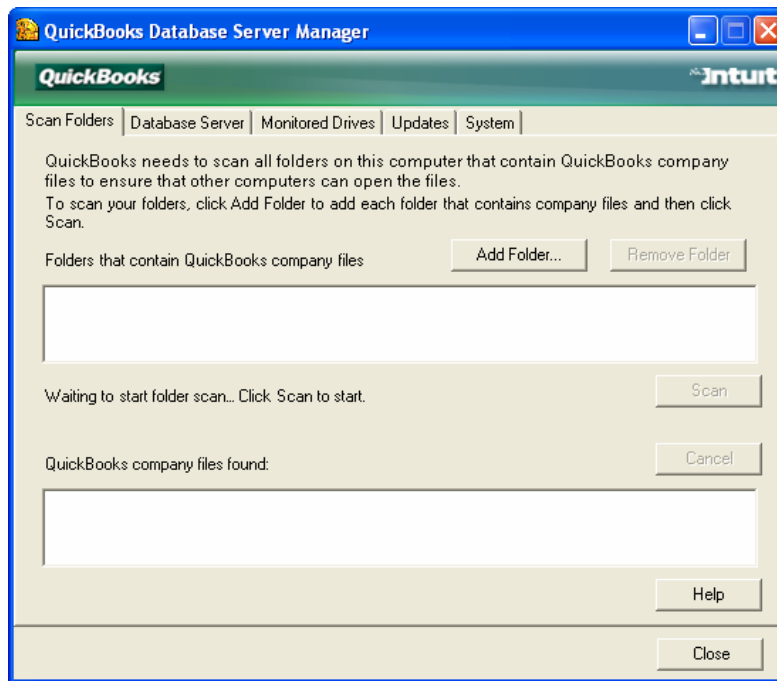 QuickBooks Database Server Manager
QuickBooks
Intuit
Scan Folders Database Server Monitored Drives Updates System
QuickBooks needs to scan all folders on this computer that contain QuickBooks company
files to ensure that other computers can open the files.
To scan your folders, click Add Folder to add each folder that contains company files and then click
Scan.
Folders that contain QuickBooks company files Add Folder... Remove Folder
Waiting to start folder scan... Click Scan to start. Scan
QuickBooks company files found: Cancel
Help
Close